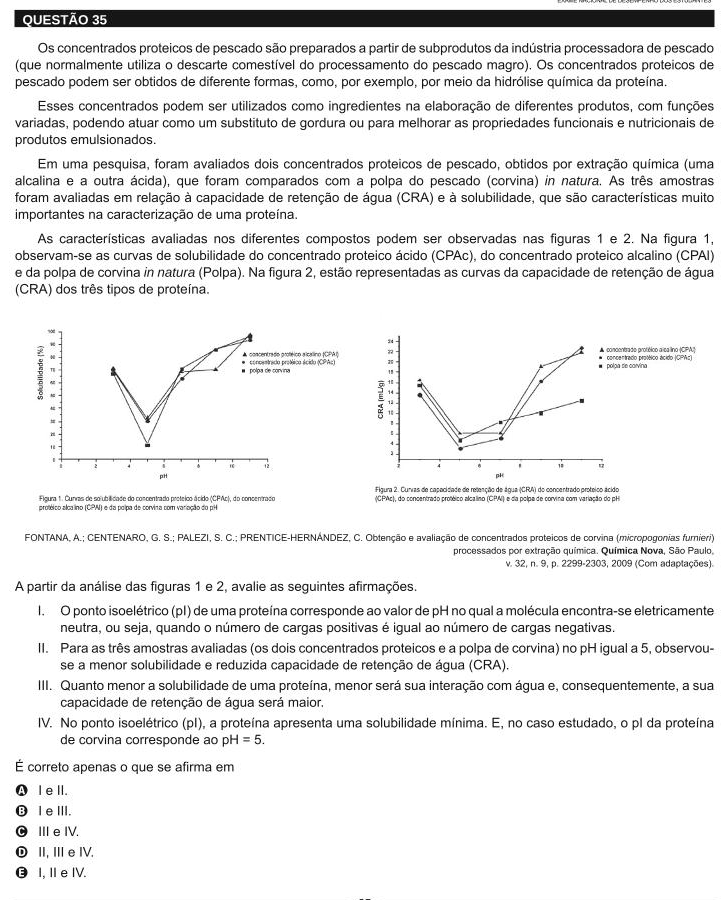 EXAME NACIONAL DE DESEMPENHO DOS ESTUDANTES
QUESTÃO 35
Os concentrados proteicos de pescado são preparados a partir de subprodutos da indústria processadora de pescado
(que normalmente utiliza o descarte comestível do processamento do pescado magro). Os concentrados proteicos de
pescado podem ser obtidos de diferente formas, como, por exemplo, por meio da hidrólise química da proteína.
Esses concentrados podem ser utilizados como ingredientes na elaboração de diferentes produtos, com funções
variadas, podendo atuar como um substituto de gordura ou para melhorar as propriedades funcionais e nutricionais de
produtos emulsionados.
Em uma pesquisa, foram avaliados dois concentrados proteicos de pescado, obtidos por extração química (uma
alcalina e a outra ácida), que foram comparados com a polpa do pescado (corvina) in natura. As três amostras
foram avaliadas em relação à capacidade de retenção de água (CRA) e à solubilidade, que são características muito
importantes na caracterização de uma proteína.
As características avaliadas nos diferentes compostos podem ser observadas nas figuras 1 e 2. Na figura 1,
observam-se as curvas de solubilidade do concentrado proteico ácido (CPAc), do concentrado proteico alcalino (CPAl)
e da polpa de corvina in natura (Polpa). Na figura 2, estão representadas as curvas da capacidade de retenção de água
(CRA) dos três tipos de proteína.
Solubilidade (%)
100
90
80
70
60
50
40
30
20
10
0
0 2 4 6 8 10 12
pH
concentrado protéico alcalino (CPAl)
concentrado protéico ácido (CPAc)
polpa de corvina
Figura 1. Curvas de solubilidade do concentrado proteico ácido (CPAc), do concentrado
protéico alcalino (CPAl) e da polpa de corvina com variação do pH
CRA (mL/g)
24
22
20
18
16
14
12
10
8
6
4
2
2 4 6 8 10 12
pH
concentrado protéico alcalino (CPAl)
concentrado protéico ácido (CPAc)
polpa de corvina
Figura 2. Curvas de capacidade de retenção de água (CRA) do concentrado proteico ácido
(CPAc), do concentrado protéico alcalino (CPAl) e da polpa de corvina com variação do pH
FONTANA, A.; CENTENARO, G. S.; PALEZI, S. C.; PRENTICE-HERNÁNDEZ, C. Obtenção e avaliação de concentrados proteicos de corvina (micropogonias furnieri)
processados por extração química. Química Nova, São Paulo,
v. 32, n. 9, p. 2299-2303, 2009 (Com adaptações).
A partir da análise das figuras 1 e 2, avalie as seguintes afirmações.
I. O ponto isoelétrico (pI) de uma proteína corresponde ao valor de pH no qual a molécula encontra-se eletricamente
neutra, ou seja, quando o número de cargas positivas é igual ao número de cargas negativas.
II. Para as três amostras avaliadas (os dois concentrados proteicos e a polpa de corvina) no pH igual a 5, observou-
se a menor solubilidade e reduzida capacidade de retenção de água (CRA).
III. Quanto menor a solubilidade de uma proteína, menor será sua interação com água e, consequentemente, a sua
capacidade de retenção de água será maior.
IV. No ponto isoelétrico (pI), a proteína apresenta uma solubilidade mínima. E, no caso estudado, o pI da proteína
de corvina corresponde ao pH = 5.
É correto apenas o que se afirma em
A I e II.
B I e III.
C III e IV.
D II, III e IV.
E I, II e IV.